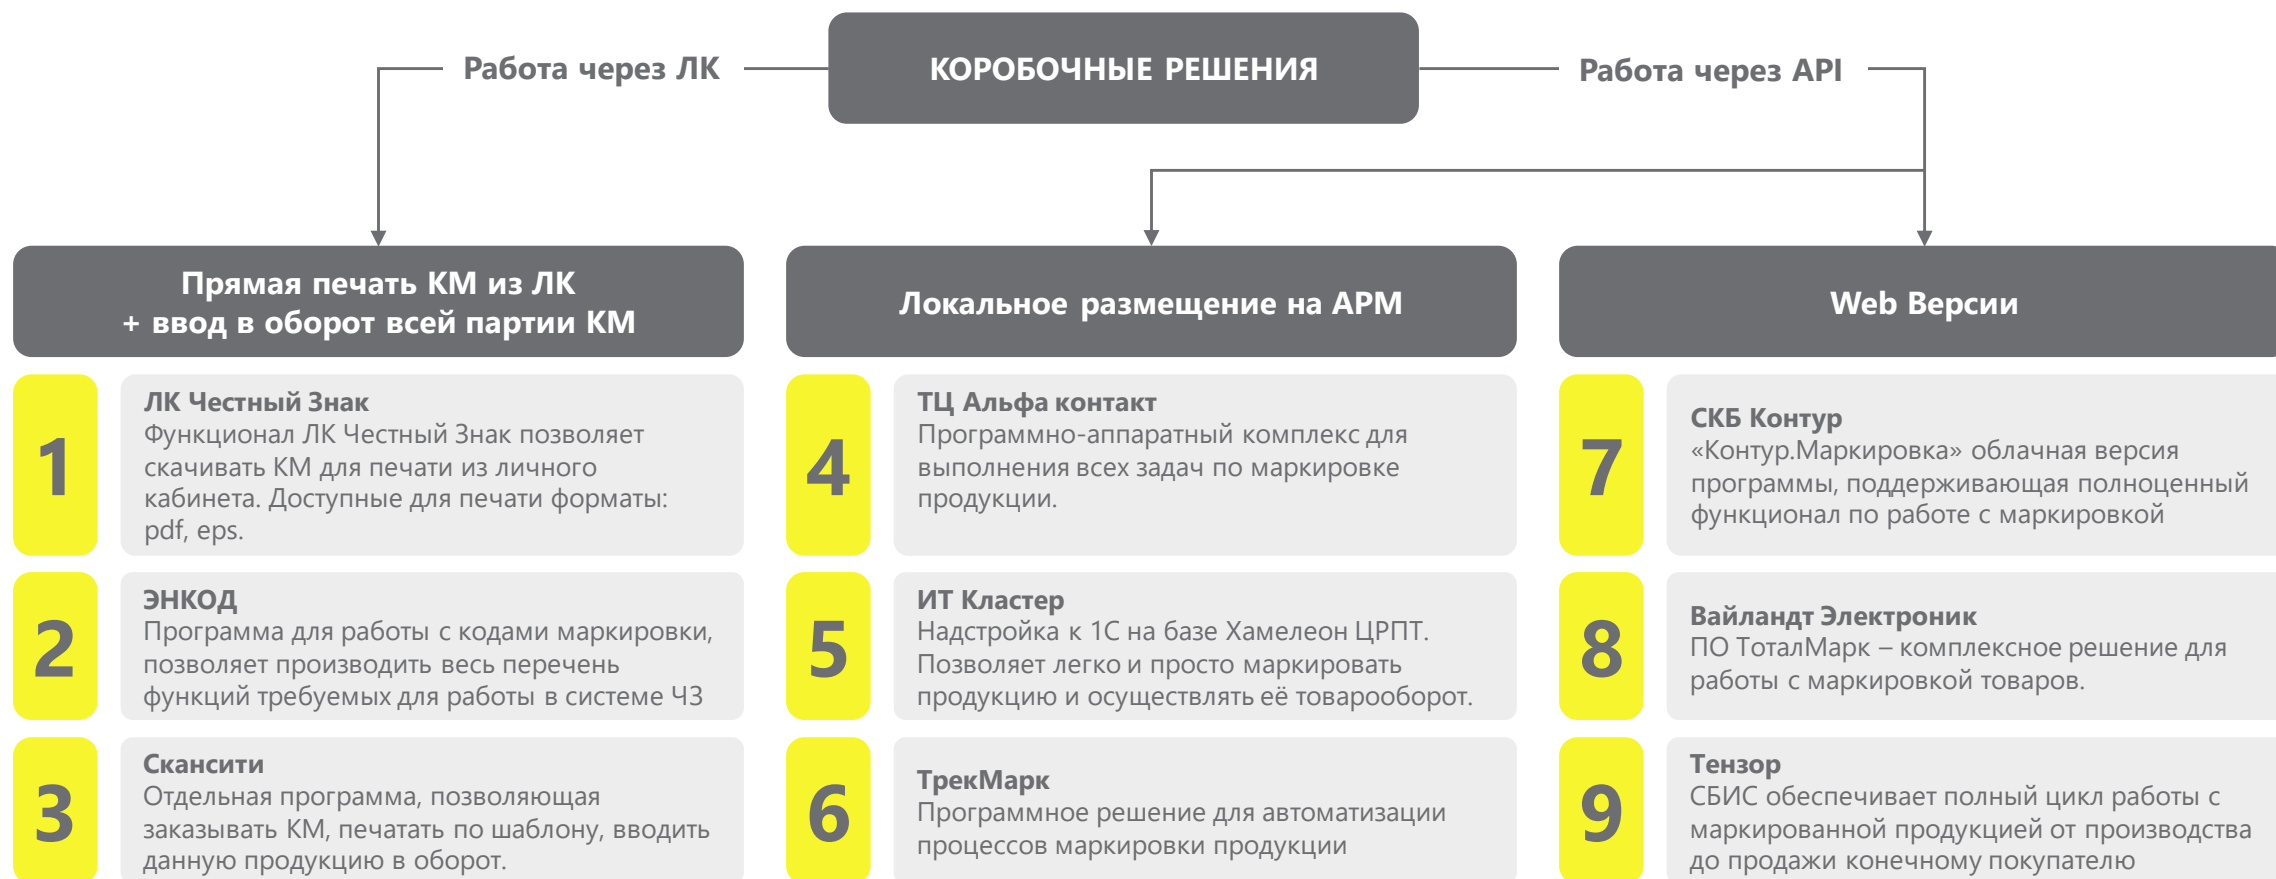 Работа через ЛК
КОРОБОЧНЫЕ РЕШЕНИЯ
Работа через API
Прямая печать КМ из ЛК
+ ввод в оборот всей партии КМ
Локальное размещение на АРМ
Web Версии
1
ЛК Честный Знак
Функционал ЛК Честный Знак позволяет
скачивать КМ для печати из личного
кабинета. Доступные для печати форматы:
pdf, eps.
2
ЭНКОД
Программа для работы с кодами маркировки,
позволяет производить весь перечень
функций требуемых для работы в системе ЧЗ
3
Скансити
Отдельная программа, позволяющая
заказывать КМ, печатать по шаблону, вводить
данную продукцию в оборот.
4
ТЦ Альфа контакт
Программно-аппаратный комплекс для
выполнения всех задач по маркировке
продукции.
5
ИТ Кластер
Надстройка к 1С на базе Хамелеон ЦРПТ.
Позволяет легко и просто маркировать
продукцию и осуществлять её товарооборот.
6
ТрекМарк
Программное решение для автоматизации
процессов маркировки продукции
7
СКБ Контур
«Контур.Маркировка» облачная версия
программы, поддерживающая полноценный
функционал по работе с маркировкой
8
Вайландт Электроник
ПО ТоталМарк – комплексное решение для
работы с маркировкой товаров.
9
Тензор
СБИС обеспечивает полный цикл работы с
маркированной продукцией от производства
до продажи конечному покупателю